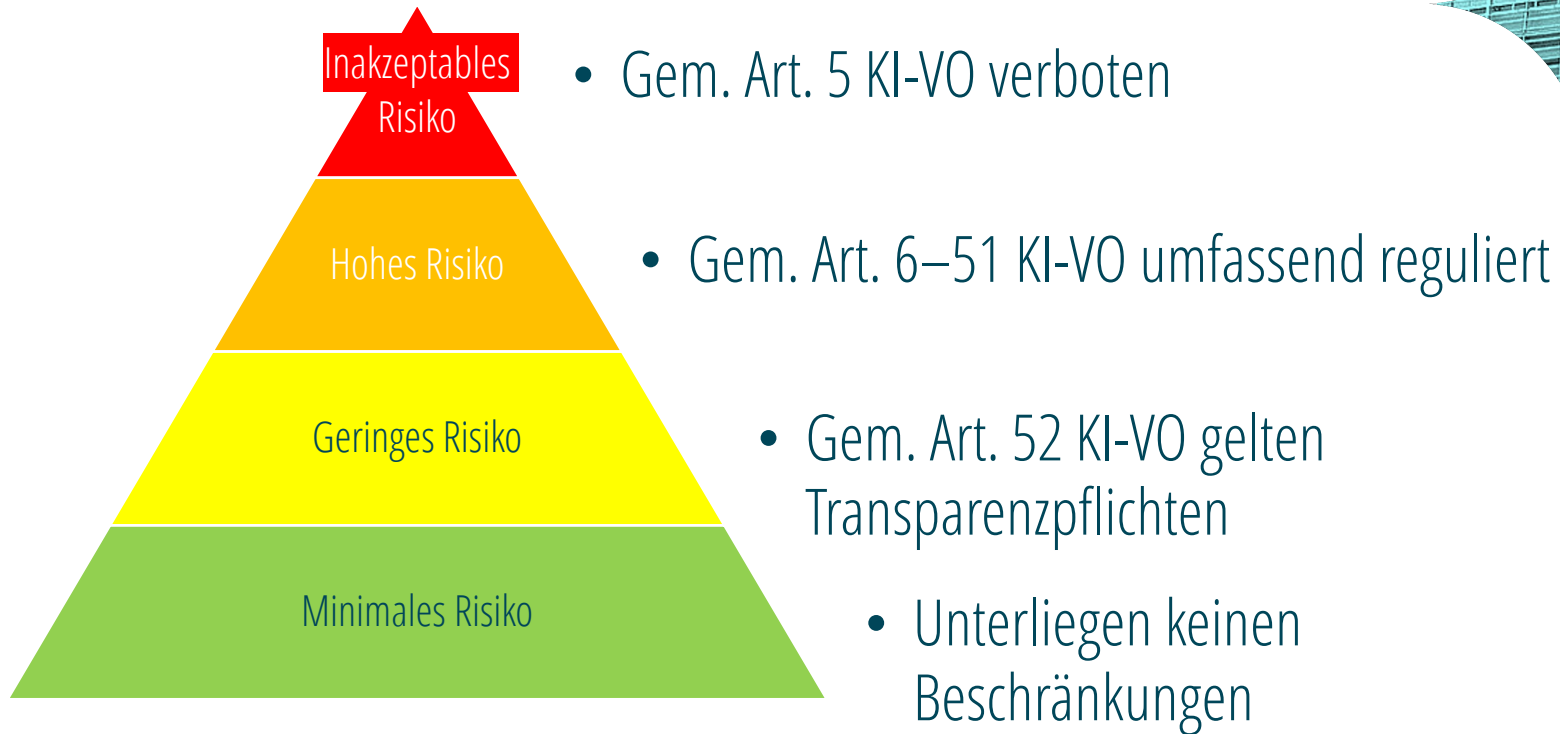 Inakzeptables
Risiko
• Gem. Art. 5 KI-VO verboten
Hohes Risiko
• Gem. Art. 6–51 KI-VO umfassend reguliert
Geringes Risiko
• Gem. Art. 52 KI-VO gelten
Transparenzpflichten
Minimales Risiko
• Unterliegen keinen
Beschränkungen